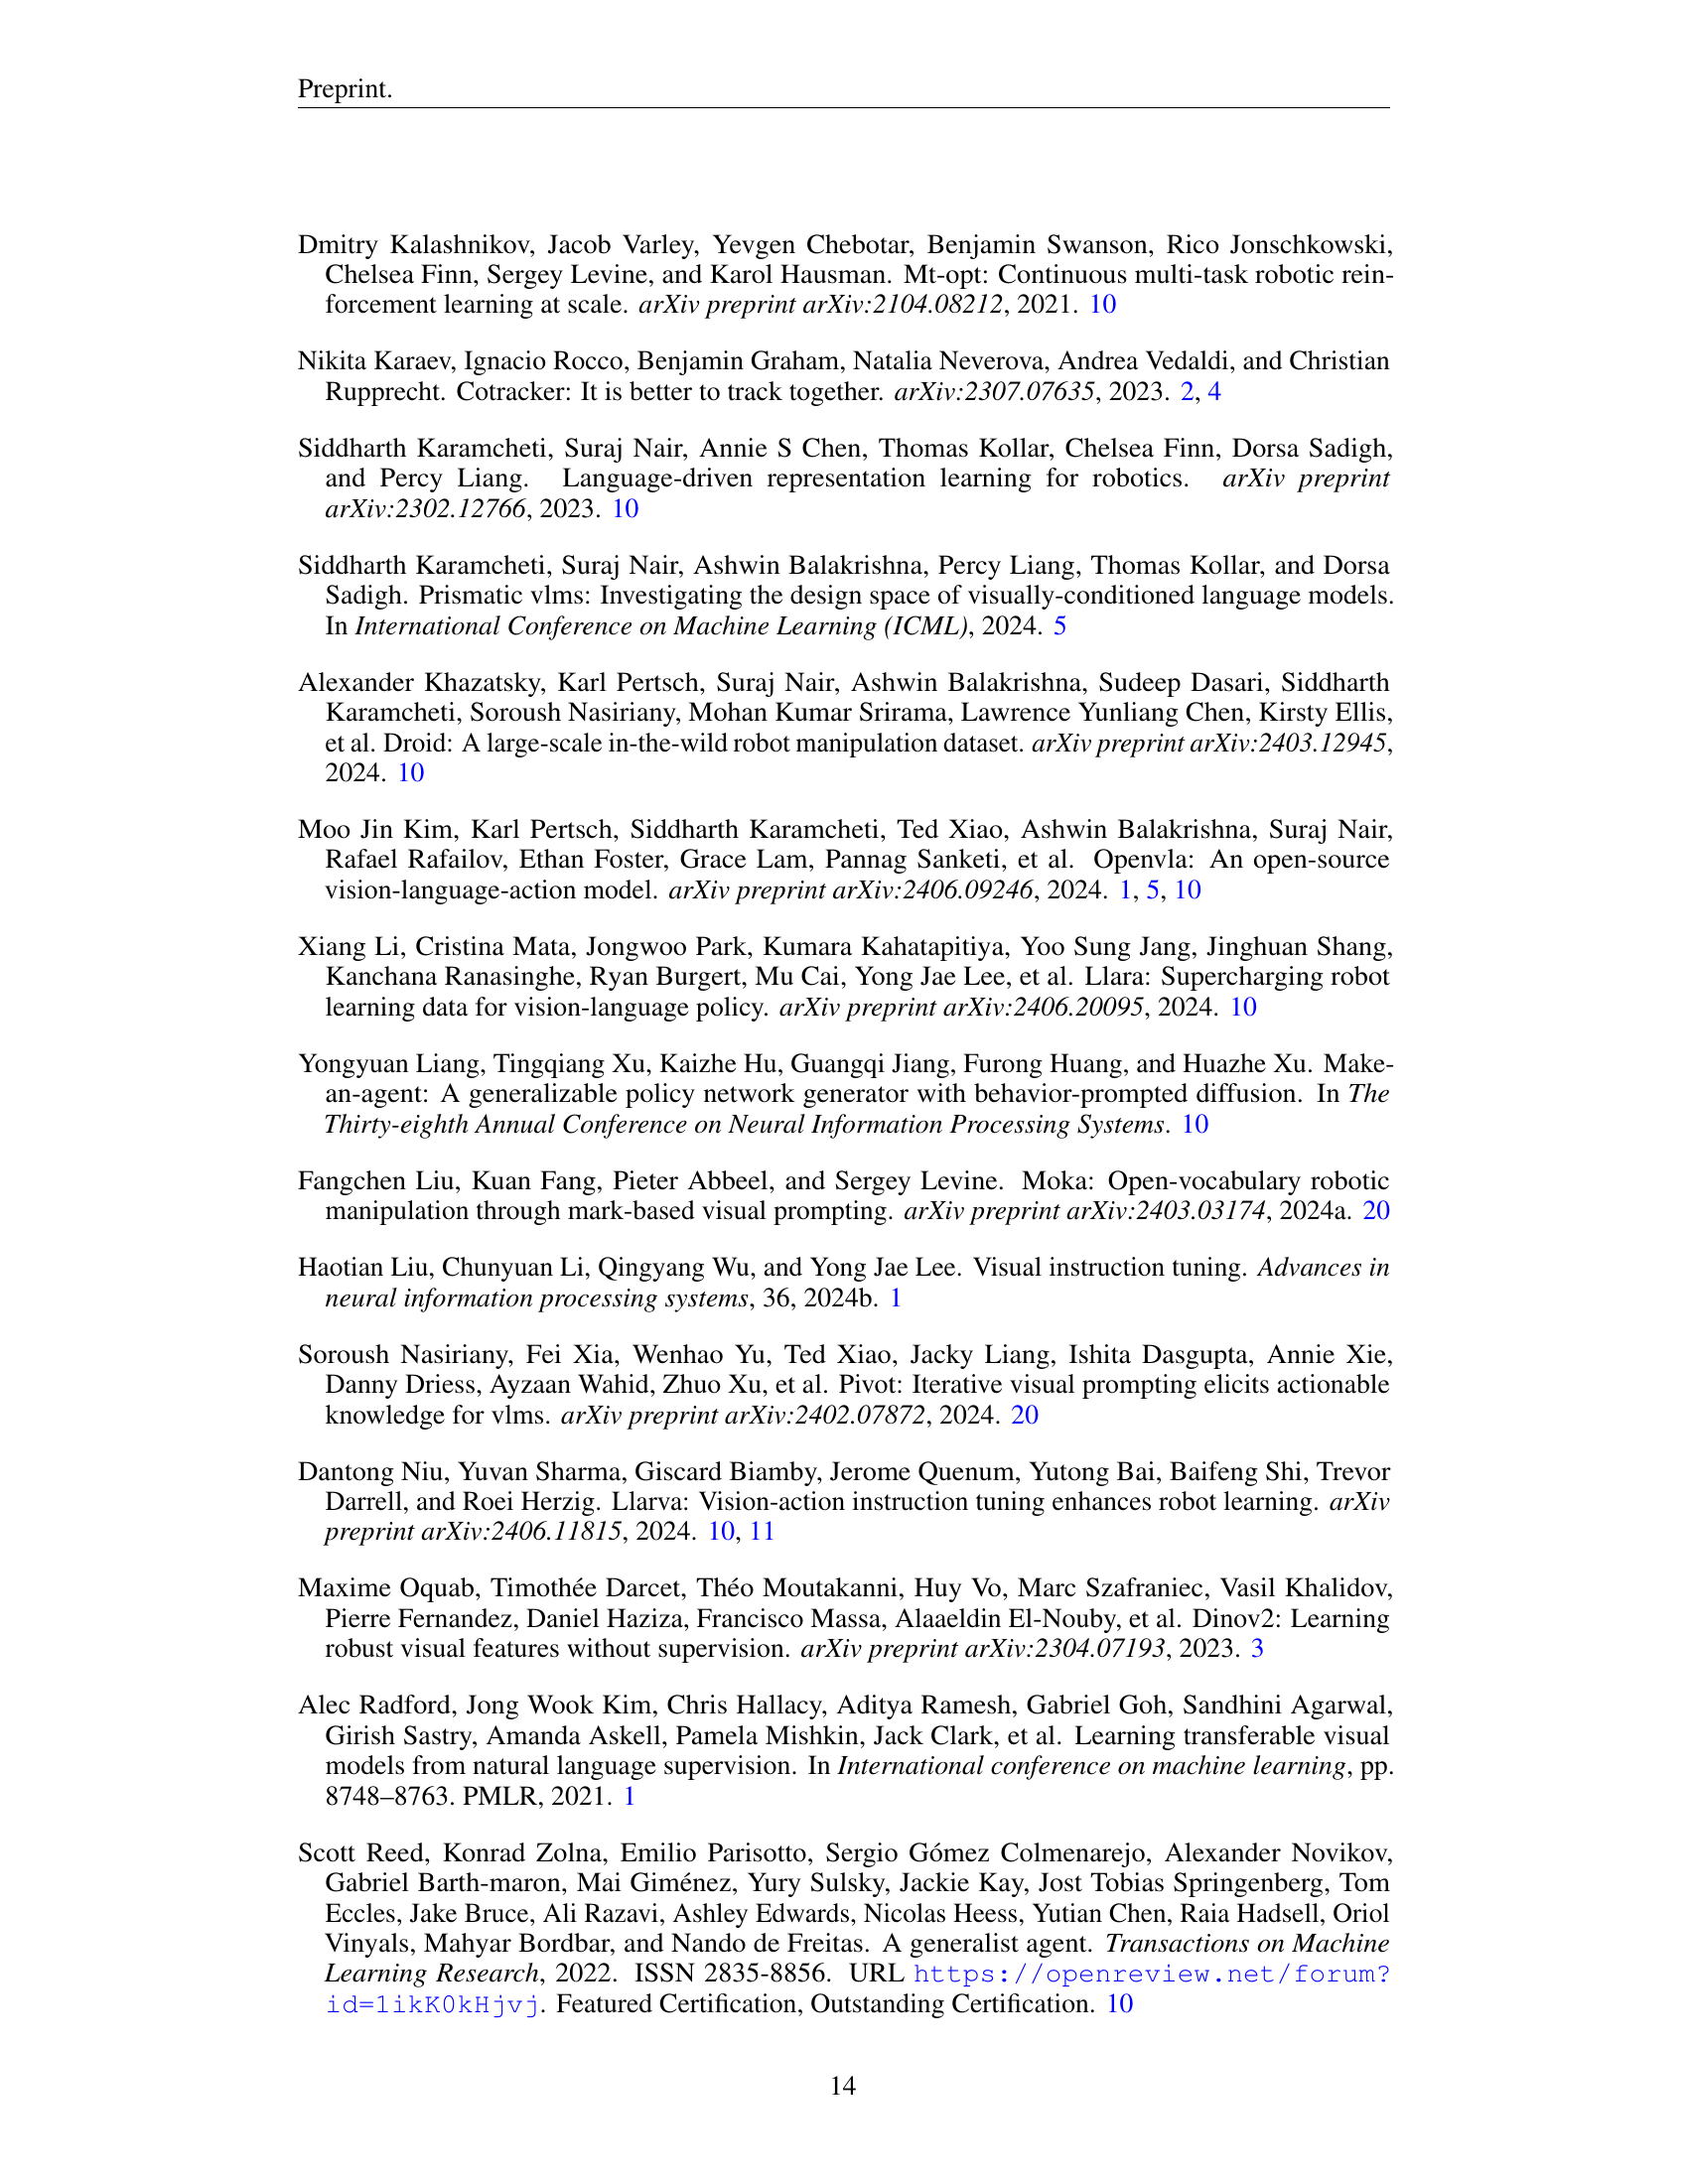 Preprint.
Dmitry Kalashnikov, Jacob Varley, Yevgen Chebotar, Benjamin Swanson, Rico Jonschkowski,
Chelsea Finn, Sergey Levine, and Karol Hausman. Mt-opt: Continuous multi-task robotic rein-
forcement learning at scale. arXiv preprint arXiv:2104.08212, 2021. 10
Nikita Karaev, Ignacio Rocco, Benjamin Graham, Natalia Neverova, Andrea Vedaldi, and Christian
Rupprecht. Cotracker: It is better to track together. arXiv:2307.07635, 2023. 2, 4
Siddharth Karamcheti, Suraj Nair, Annie S Chen, Thomas Kollar, Chelsea Finn, Dorsa Sadigh,
and Percy Liang. Language-driven representation learning for robotics. arXiv preprint
arXiv:2302.12766, 2023. 10
Siddharth Karamcheti, Suraj Nair, Ashwin Balakrishna, Percy Liang, Thomas Kollar, and Dorsa
Sadigh. Prismatic vlms: Investigating the design space of visually-conditioned language models.
In International Conference on Machine Learning (ICML), 2024. 5
Alexander Khazatsky, Karl Pertsch, Suraj Nair, Ashwin Balakrishna, Sudeep Dasari, Siddharth
Karamcheti, Soroush Nasiriany, Mohan Kumar Srirama, Lawrence Yunliang Chen, Kirsty Ellis,
et al. Droid: A large-scale in-the-wild robot manipulation dataset. arXiv preprint arXiv:2403.12945,
2024. 10
Moo Jin Kim, Karl Pertsch, Siddharth Karamcheti, Ted Xiao, Ashwin Balakrishna, Suraj Nair,
Rafael Rafailov, Ethan Foster, Grace Lam, Pannag Sanketi, et al. Openvla: An open-source
vision-language-action model. arXiv preprint arXiv:2406.09246, 2024. 1, 5, 10
Xiang Li, Cristina Mata, Jongwoo Park, Kumara Kahatapitiya, Yoo Sung Jang, Jinghuan Shang,
Kanchana Ranasinghe, Ryan Burgert, Mu Cai, Yong Jae Lee, et al. Llara: Supercharging robot
learning data for vision-language policy. arXiv preprint arXiv:2406.20095, 2024. 10
Yongyuan Liang, Tingqiang Xu, Kaizhe Hu, Guangqi Jiang, Furong Huang, and Huazhe Xu. Make-
an-agent: A generalizable policy network generator with behavior-prompted diffusion. In The
Thirty-eighth Annual Conference on Neural Information Processing Systems. 10
Fangchen Liu, Kuan Fang, Pieter Abbeel, and Sergey Levine. Moka: Open-vocabulary robotic
manipulation through mark-based visual prompting. arXiv preprint arXiv:2403.03174, 2024a. 20
Haotian Liu, Chunyuan Li, Qingyang Wu, and Yong Jae Lee. Visual instruction tuning. Advances in
neural information processing systems, 36, 2024b. 1
Soroush Nasiriany, Fei Xia, Wenhao Yu, Ted Xiao, Jacky Liang, Ishita Dasgupta, Annie Xie,
Danny Driess, Ayzaan Wahid, Zhuo Xu, et al. Pivot: Iterative visual prompting elicits actionable
knowledge for vlms. arXiv preprint arXiv:2402.07872, 2024. 20
Dantong Niu, Yuvan Sharma, Giscard Biamby, Jerome Quenum, Yutong Bai, Baifeng Shi, Trevor
Darrell, and Roei Herzig. Llarva: Vision-action instruction tuning enhances robot learning. arXiv
preprint arXiv:2406.11815, 2024. 10, 11
Maxime Oquab, Timothée Darcet, Théo Moutakanni, Huy Vo, Marc Szafraniec, Vasil Khalidov,
Pierre Fernandez, Daniel Haziza, Francisco Massa, Alaaeldin El-Nouby, et al. Dinov2: Learning
robust visual features without supervision. arXiv preprint arXiv:2304.07193, 2023. 3
Alec Radford, Jong Wook Kim, Chris Hallacy, Aditya Ramesh, Gabriel Goh, Sandhini Agarwal,
Girish Sastry, Amanda Askell, Pamela Mishkin, Jack Clark, et al. Learning transferable visual
models from natural language supervision. In International conference on machine learning, pp.
8748–8763. PMLR, 2021. 1
Scott Reed, Konrad Zolna, Emilio Parisotto, Sergio Gómez Colmenarejo, Alexander Novikov,
Gabriel Barth-maron, Mai Giménez, Yury Sulsky, Jackie Kay, Jost Tobias Springenberg, Tom
Eccles, Jake Bruce, Ali Razavi, Ashley Edwards, Nicolas Heess, Yutian Chen, Raia Hadsell, Oriol
Vinyals, Mahyar Bordbar, and Nando de Freitas. A generalist agent. Transactions on Machine
Learning Research, 2022. ISSN 2835-8856. URL https://openreview.net/forum?
id=1ikK0kHjvj. Featured Certification, Outstanding Certification. 10
14